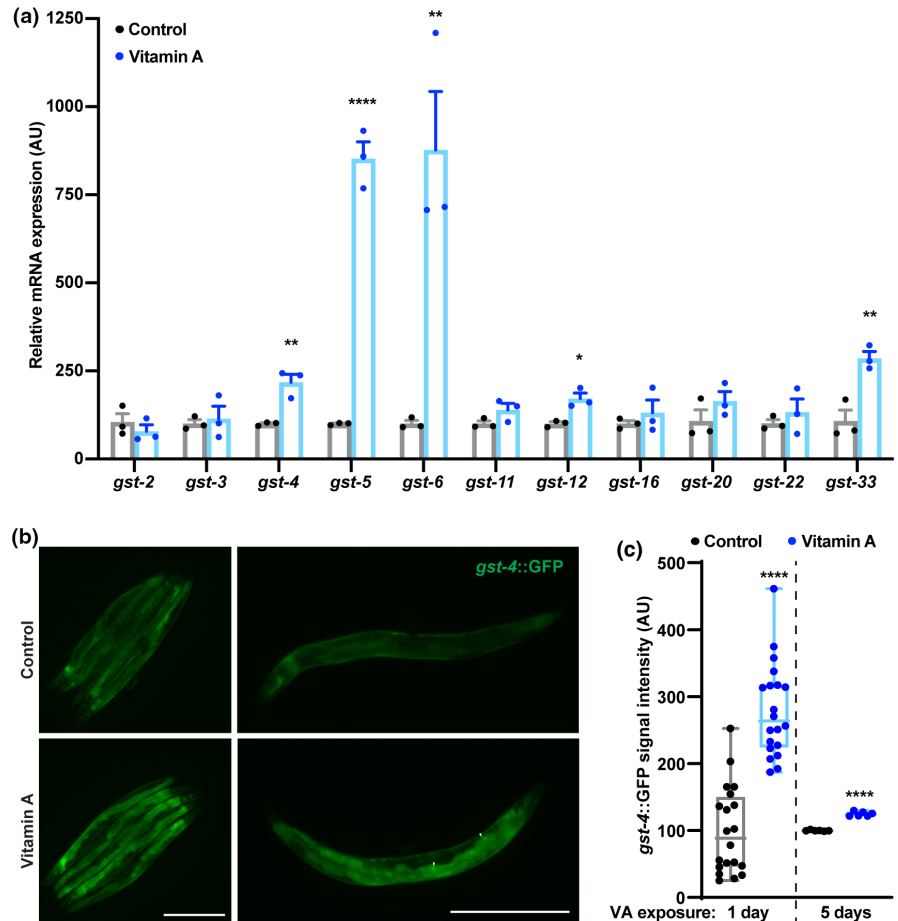 (a)
1250
1000
750
500
250
0
Relative mRNA expression (AU)
Control
Vitamin A
**
****
**
*
**
gst-2 gst-3 gst-4 gst-5 gst-6 gst-11 gst-12 gst-16 gst-20 gst-22 gst-33
(b)
gst-4::GFP
Control
Vitamin A
(c)
Control Vitamin A
500
400
300
200
100
0
gst-4::GFP signal intensity (AU)
****
****
VA exposure: 1 day 5 days